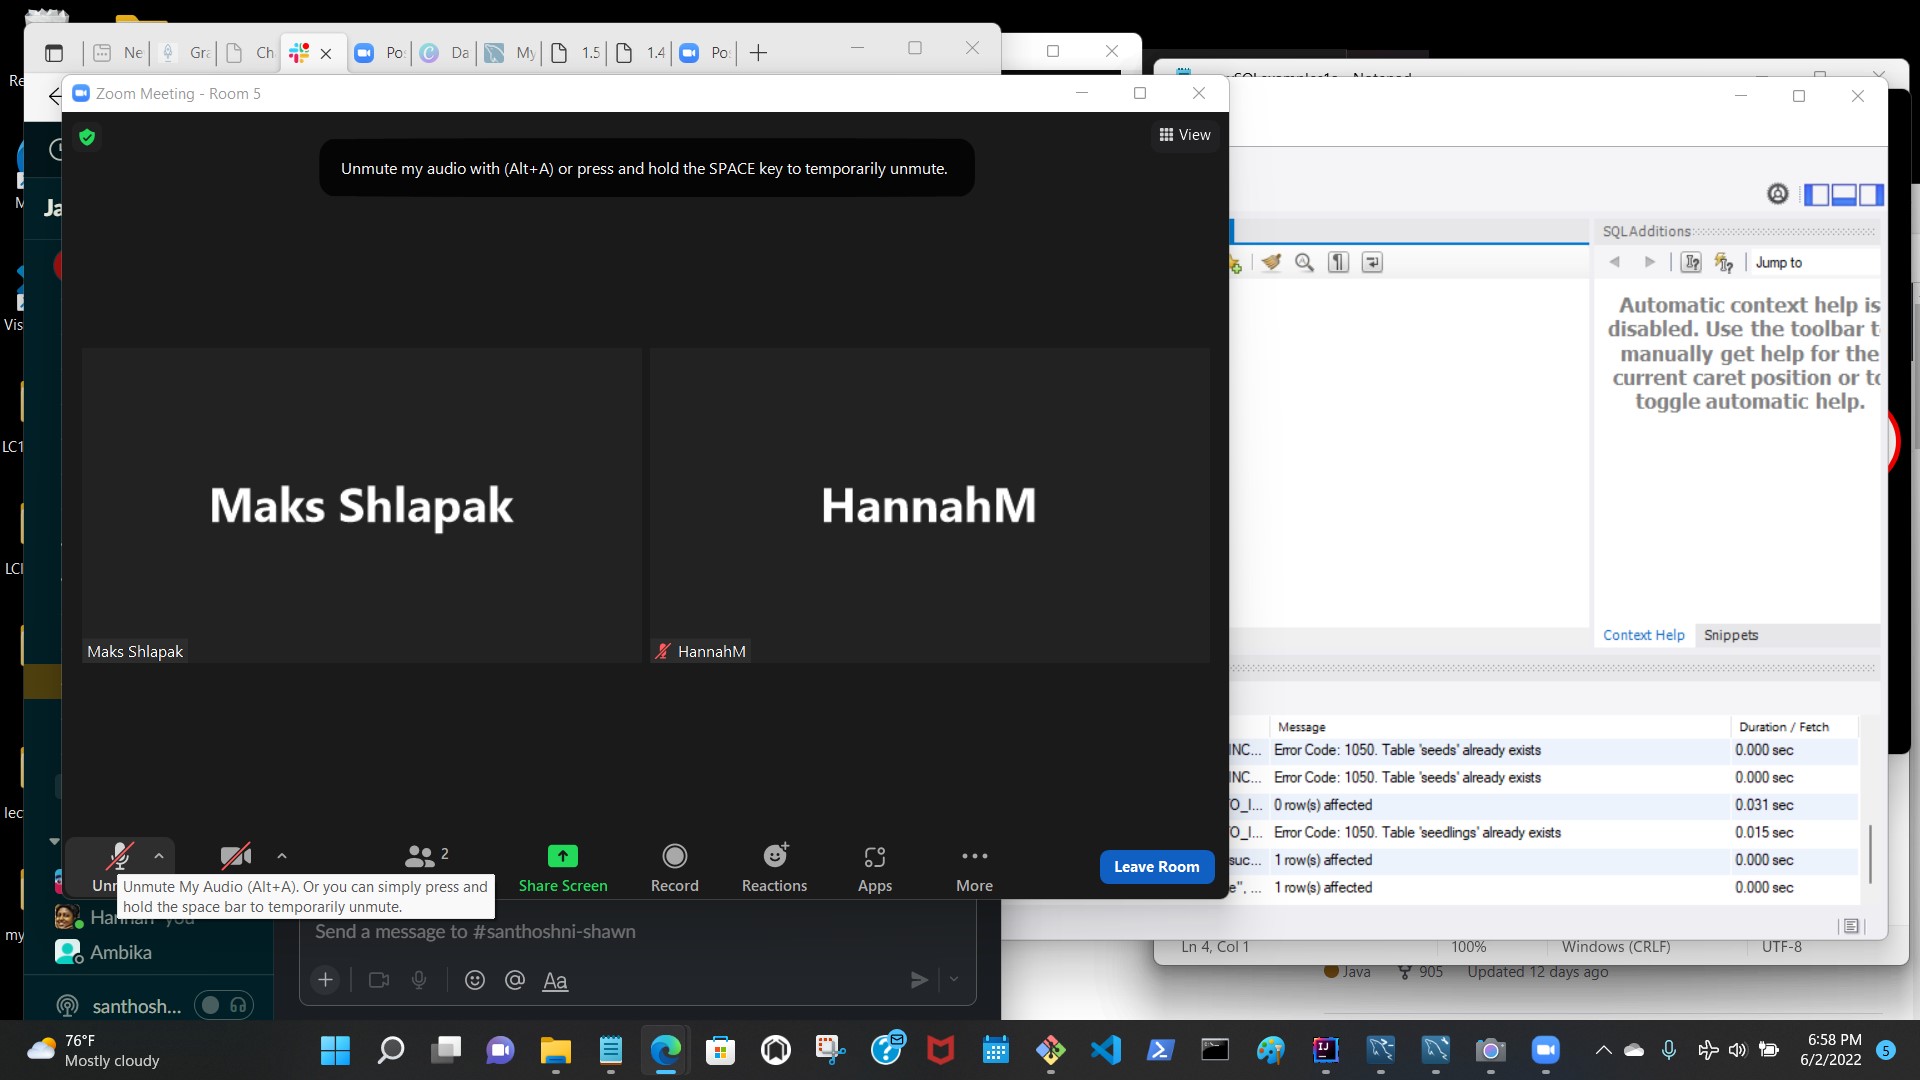 Ne
Gra
Ch
Po
Da
My
1.5
1.4
Po
Re
Zoom Meeting - Room 5
View
Unmute my audio with (Alt+A) or press and hold the SPACE key to temporarily unmute.
Ja
SQLAdditions
Jump to
Automatic context help is
disabled. Use the toolbar t
manually get help for the
current caret position or to
toggle automatic help.
Vis
LC1
LCI
Maks Shlapak
HannahM
Maks Shlapak
HannahM
Context Help
Snippets
Message
Duration / Fetch
INC... Error Code: 1050. Table 'seeds' already exists 0.000 sec
INC... Error Code: 1050. Table 'seeds' already exists 0.000 sec
O_I... 0 row(s) affected 0.031 sec
O_I... Error Code: 1050. Table 'seedlings' already exists 0.015 sec
suc... 1 row(s) affected 0.000 sec
e", ... 1 row(s) affected 0.000 sec
lec
2
Share Screen
Record
Reactions
Apps
More
Leave Room
Unmute My Audio (Alt+A). Or you can simply press and
hold the space bar to temporarily unmute.
Hannah you
my
Ambika
santhosh...
Send a message to #santhoshni-shawn
Aa
Ln 4, Col 1
100%
Windows (CRLF)
UTF-8
Java
905
Updated 12 days ago
76°F
Mostly cloudy
6:58 PM
6/2/2022
5